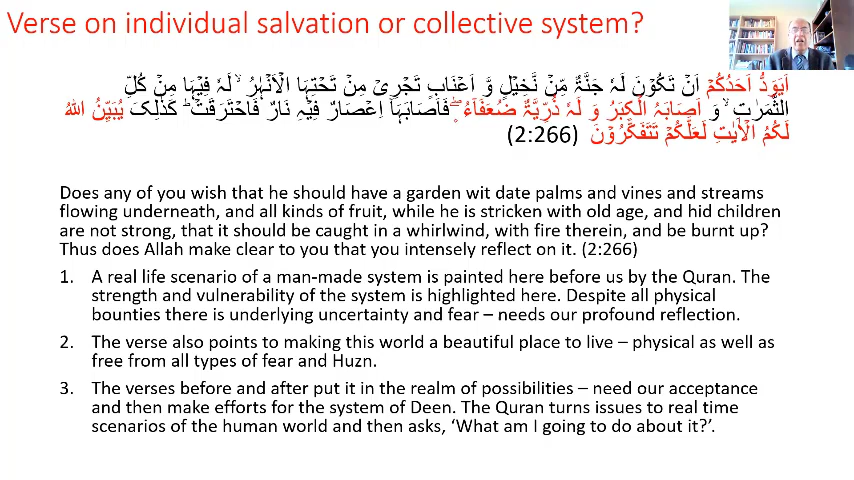 Verse on individual salvation or collective system?
اَيَوَدُّ اَحَدُكُمْ اَنْ تَكُوْنَ لَهٗ جَنَّةٌ مِّنْ نَّخِيْلٍ وَّ اَعْنَابٍ تَجْرِيْ مِنْ تَحْتِهَا الْاَنْهٰرُ ۙ لَهٗ فِيْهَا مِنْ كُلِّ
الثَّمَرٰتِ ۙ وَ اَصَابَهُ الْكِبَرُ وَ لَهٗ ذُرِّيَّةٌ ضُعَفَآءُ ۪ۖ فَاَصَابَهَاۤ اِعْصَارٌ فِيْهِ نَارٌ فَاحْتَرَقَتْ ؕ كَذٰلِكَ يُبَيِّنُ اللّٰهُ
لَكُمُ الْاٰيٰتِ لَعَلَّكُمْ تَتَفَكَّرُوْنَ (2:266)
Does any of you wish that he should have a garden wit date palms and vines and streams
flowing underneath, and all kinds of fruit, while he is stricken with old age, and hid children
are not strong, that it should be caught in a whirlwind, with fire therein, and be burnt up?
Thus does Allah make clear to you that you intensely reflect on it. (2:266)
1. A real life scenario of a man-made system is painted here before us by the Quran. The
strength and vulnerability of the system is highlighted here. Despite all physical
bounties there is underlying uncertainty and fear – needs our profound reflection.
2. The verse also points to making this world a beautiful place to live – physical as well as
free from all types of fear and Huzn.
3. The verses before and after put it in the realm of possibilities – need our acceptance
and then make efforts for the system of Deen. The Quran turns issues to real time
scenarios of the human world and then asks, ‘What am I going to do about it?’.